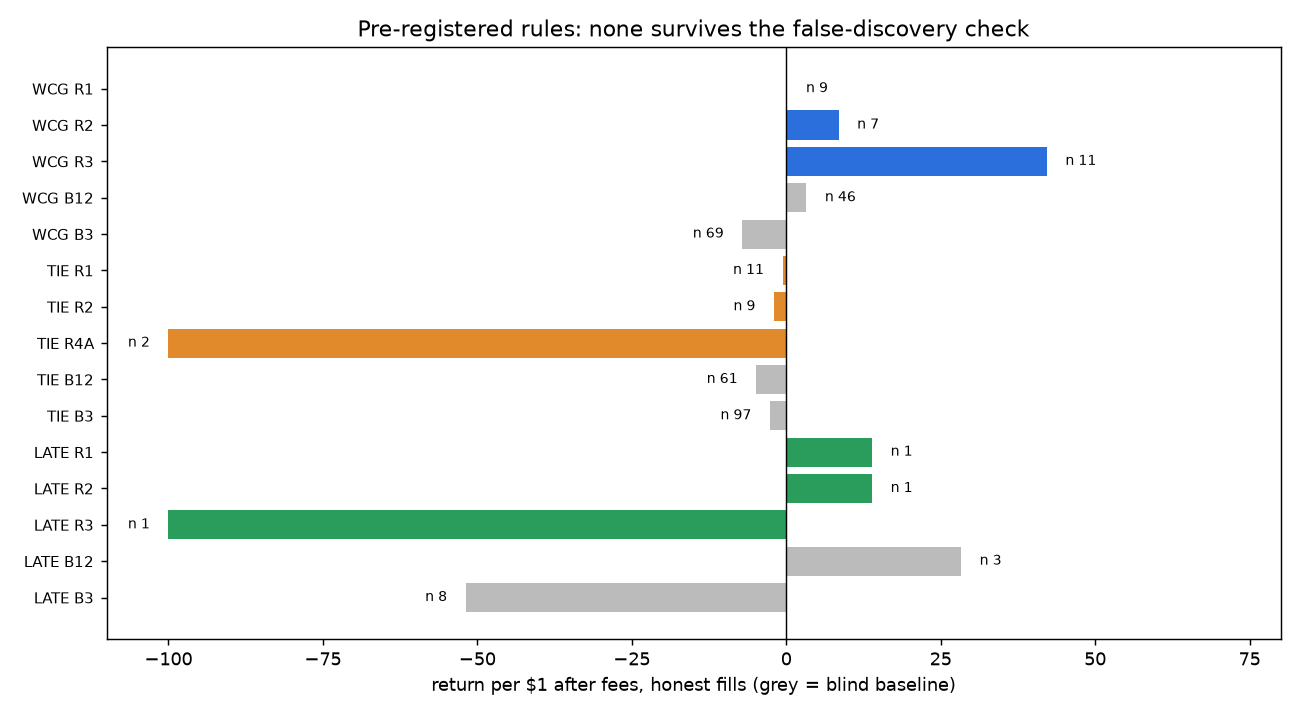 Pre-registered rules: none survives the false-discovery check
WCG R1 n 9
WCG R2 n 7
WCG R3 n 11
WCG B12 n 46
WCG B3 n 69
TIE R1 n 11
TIE R2 n 9
TIE R4A n 2
TIE B12 n 61
TIE B3 n 97
LATE R1 n 1
LATE R2 n 1
LATE R3 n 1
LATE B12 n 3
LATE B3 n 8
−100 −75 −50 −25 0 25 50 75
return per $1 after fees, honest fills (grey = blind baseline)